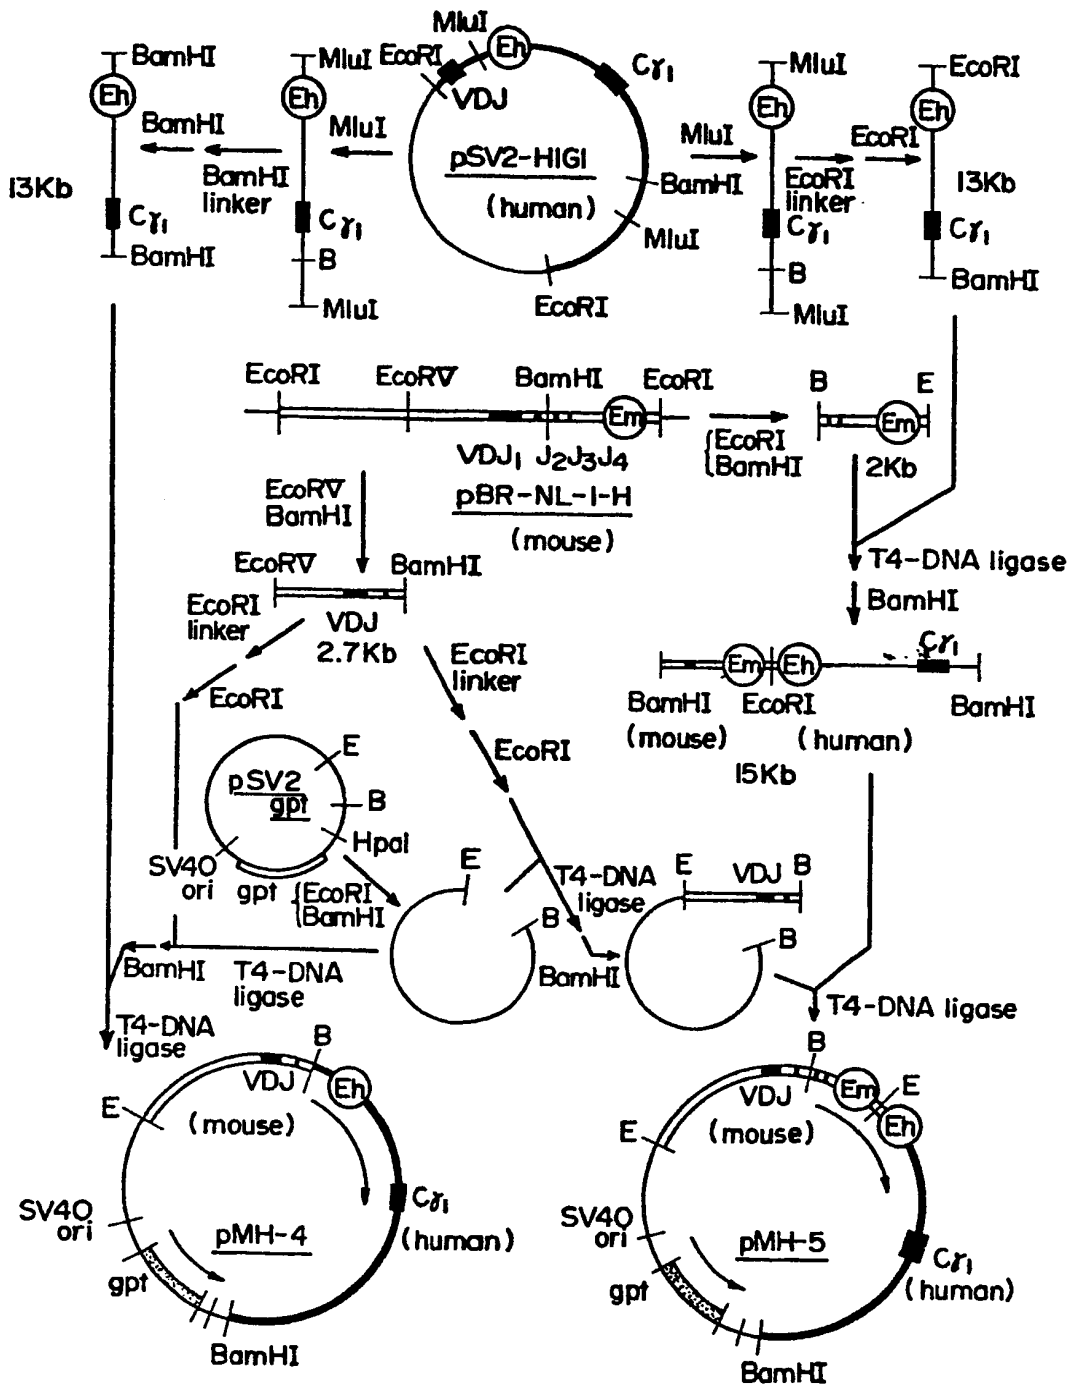 MluI
EcoRI
Eh
VDJ
Cγ1
pSV2-HIGI
(human)
BamHI
MluI
EcoRI
BamHI
Eh
BamHI
BamHI
linker
13Kb
Cγ1
BamHI
MluI
Eh
MluI
Cγ1
B
MluI
MluI
MluI
Eh
EcoRI
EcoRI
linker
Cγ1
B
MluI
EcoRI
Eh
13Kb
Cγ1
BamHI
EcoRI
EcoRV
BamHI
EcoRI
Em
VDJ1 J2J3J4
pBR-NL-1-H
(mouse)
EcoRI
BamHI
B
E
Em
2Kb
EcoRV
BamHI
EcoRV
BamHI
VDJ
2.7Kb
T4-DNA ligase
BamHI
EcoRI
linker
EcoRI
EcoRI
linker
EcoRI
Em
Eh
Cγ1
BamHI
EcoRI
BamHI
(mouse)
(human)
15Kb
E
pSV2
gpt
B
HpaI
SV40
ori
gpt
EcoRI
BamHI
E
B
T4-DNA
ligase
BamHI
E
VDJ
B
B
BamHI
T4-DNA
ligase
T4-DNA
ligase
T4-DNA ligase
B
VDJ
Eh
E
(mouse)
SV40
ori
pMH-4
Cγ1
(human)
gpt
BamHI
B
VDJ
Em
E
Eh
E
(mouse)
SV40
ori
pMH-5
Cγ1
(human)
gpt
BamHI